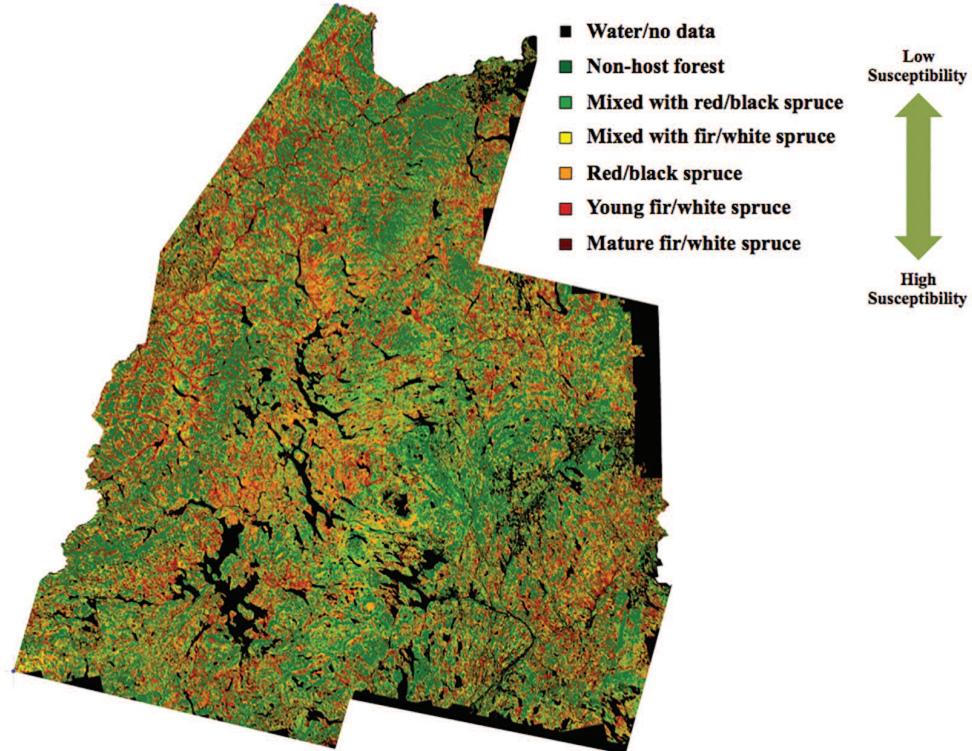 Water/no data
Non-host forest
Mixed with red/black spruce
Mixed with fir/white spruce
Red/black spruce
Young fir/white spruce
Mature fir/white spruce
Low
Susceptibility
High
Susceptibility